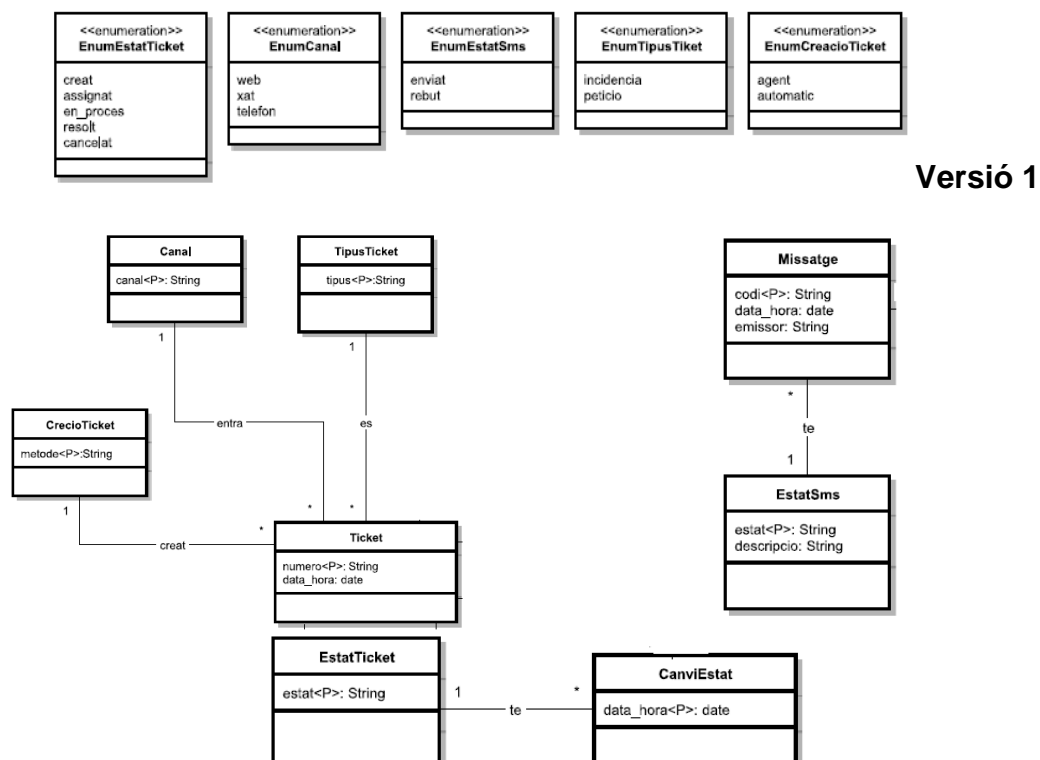 <<enumeration>>
EnumEstatTicket
creat
assignat
en_proces
resolt
cancelat
<<enumeration>>
EnumCanal
web
xat
telefon
<<enumeration>>
EnumEstatSms
enviat
rebut
<<enumeration>>
EnumTipusTiket
incidencia
peticio
<<enumeration>>
EnumCreacioTicket
agent
automatic
Versió 1
Canal
canal<P>: String
TipusTicket
tipus<P>:String
Missatge
codi<P>: String
data_hora: date
emissor: String
1
1
*
CrecioTicket
metode<P>:String
entra
es
te
1
1
*
*
*
EstatSms
estat<P>: String
descripcio: String
creat
Ticket
numero<P>: String
data_hora: date
EstatTicket
estat<P>: String
1
te
*
CanviEstat
data_hora<P>: date